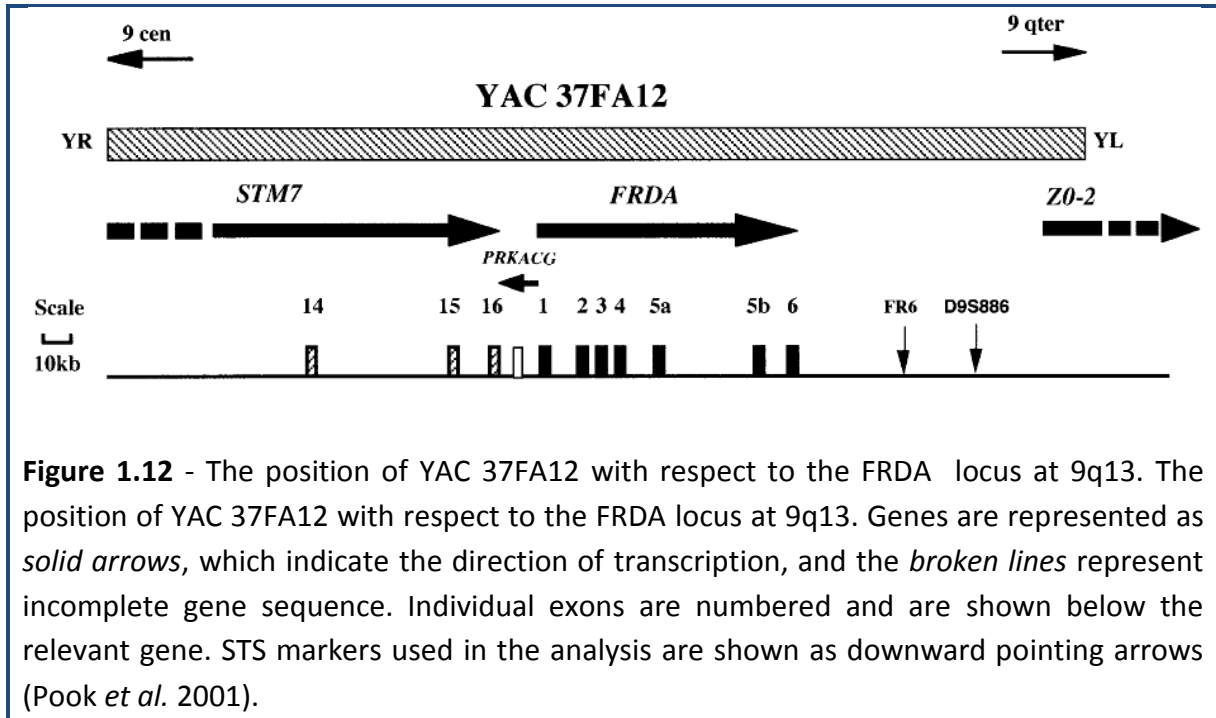 9 cen 9 qter
YAC 37FA12
YR YL
STM7 FRDA Z0-2
PRKACG
Scale 14 15 16 1 2 3 4 5a 5b 6 FR6 D9S886
10kb
Figure 1.12 - The position of YAC 37FA12 with respect to the FRDA locus at 9q13. The
position of YAC 37FA12 with respect to the FRDA locus at 9q13. Genes are represented as
solid arrows, which indicate the direction of transcription, and the broken lines represent
incomplete gene sequence. Individual exons are numbered and are shown below the
relevant gene. STS markers used in the analysis are shown as downward pointing arrows
(Pook et al. 2001).